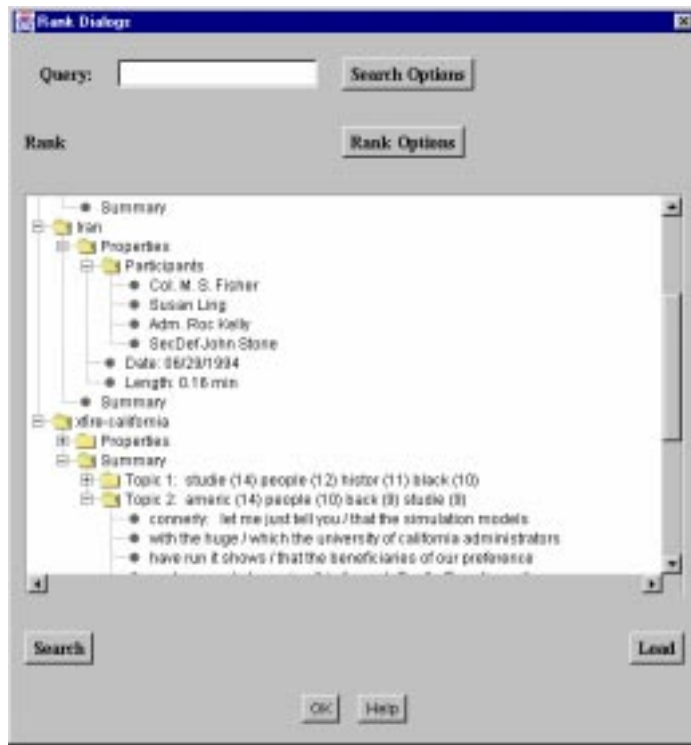 Rank Dialogs
Query:
Search Options
Rank
Rank Options
Summary
Iran
Properties
Participants
Col. M. S. Fisher
Susan Ling
Adm. Roc Kelly
SecDef John Stone
Date: 06/29/1994
Length: 0.16 min
Summary
xfire-california
Properties
Summary
Topic 1: studie (14) people (12) histor (11) black (10)
Topic 2: americ (14) people (10) back (9) studie (9)
connerly: let me just tell you / that the simulation models
with the huge / which the university of california administrators
have run it shows / that the beneficiaries of our preference
Search
Load
OK
Help